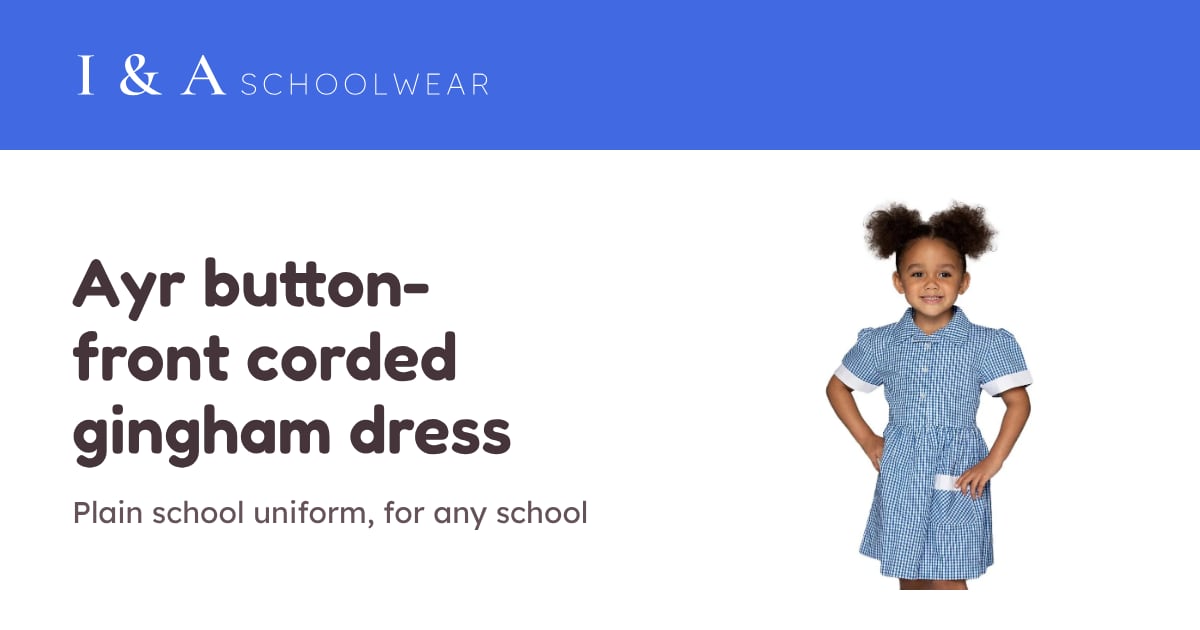 I & A SCHOOLWEAR
Ayr button-
front corded
gingham dress
Plain school uniform, for any school